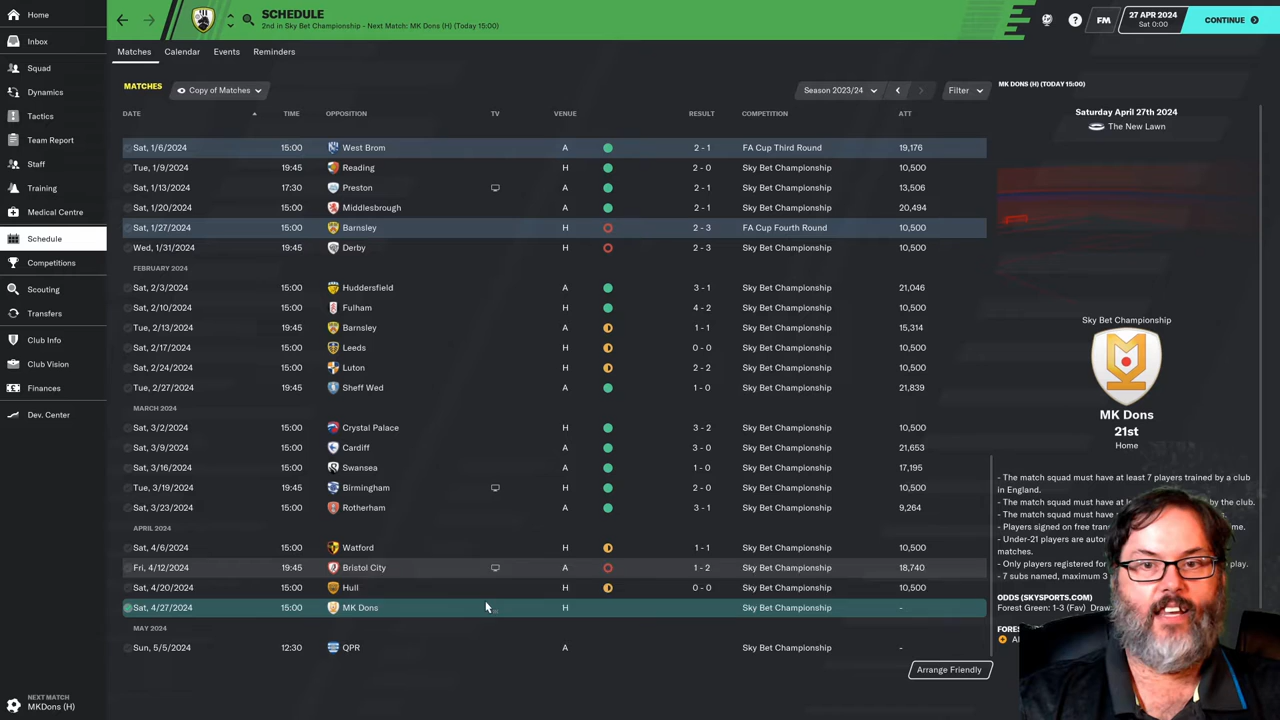 Home
Inbox
Squad
Dynamics
Tactics
Team Report
Staff
Training
Medical Centre
Schedule
Competitions
Scouting
Transfers
Club Info
Club Vision
Finances
Dev. Center
NEXT MATCH
MKDons (H)
SCHEDULE
2nd in Sky Bet Championship - Next Match: MK Dons (H) (Today 15:00)
FM
27 APR 2024
Sat 0:00
CONTINUE
Matches Calendar Events Reminders
MATCHES Copy of Matches Season 2023/24 Filter
DATE TIME OPPOSITION TV VENUE RESULT COMPETITION ATT
Sat, 1/6/2024 15:00 West Brom A 2 - 1 FA Cup Third Round 19,176
Tue, 1/9/2024 19:45 Reading H 2 - 0 Sky Bet Championship 10,500
Sat, 1/13/2024 17:30 Preston A 2 - 1 Sky Bet Championship 13,506
Sat, 1/20/2024 15:00 Middlesbrough A 2 - 1 Sky Bet Championship 20,494
Sat, 1/27/2024 15:00 Barnsley H 2 - 3 FA Cup Fourth Round 10,500
Wed, 1/31/2024 19:45 Derby H 2 - 3 Sky Bet Championship 10,500
FEBRUARY 2024
Sat, 2/3/2024 15:00 Huddersfield A 3 - 1 Sky Bet Championship 21,046
Sat, 2/10/2024 15:00 Fulham H 4 - 2 Sky Bet Championship 10,500
Tue, 2/13/2024 19:45 Barnsley A 1 - 1 Sky Bet Championship 15,314
Sat, 2/17/2024 15:00 Leeds H 0 - 0 Sky Bet Championship 10,500
Sat, 2/24/2024 15:00 Luton H 2 - 2 Sky Bet Championship 10,500
Tue, 2/27/2024 19:45 Sheff Wed A 1 - 0 Sky Bet Championship 21,839
MARCH 2024
Sat, 3/2/2024 15:00 Crystal Palace H 3 - 2 Sky Bet Championship 10,500
Sat, 3/9/2024 15:00 Cardiff A 3 - 0 Sky Bet Championship 21,653
Sat, 3/16/2024 15:00 Swansea A 1 - 0 Sky Bet Championship 17,195
Tue, 3/19/2024 19:45 Birmingham H 2 - 0 Sky Bet Championship 10,500
Sat, 3/23/2024 15:00 Rotherham A 3 - 1 Sky Bet Championship 9,264
APRIL 2024
Sat, 4/6/2024 15:00 Watford H 1 - 1 Sky Bet Championship 10,500
Fri, 4/12/2024 19:45 Bristol City A 1 - 2 Sky Bet Championship 18,740
Sat, 4/20/2024 15:00 Hull H 0 - 0 Sky Bet Championship 10,500
Sat, 4/27/2024 15:00 MK Dons H Sky Bet Championship -
MAY 2024
Sun, 5/5/2024 12:30 QPR A Sky Bet Championship -
Arrange Friendly
MK DONS (H) (TODAY 15:00)
Saturday April 27th 2024
The New Lawn
Sky Bet Championship
MK Dons
21st
Home
- The match squad must have at least 7 players trained by a club
in England.
- The match squad must have at by the club.
- The match squad must have
- Players signed on free me.
- Under-21 players are
matches.
- Only players registered play.
- 7 subs named, maximum 3
ODDS (SKYSPORTS.COM)
Forest Green: 1-3 (Fav)